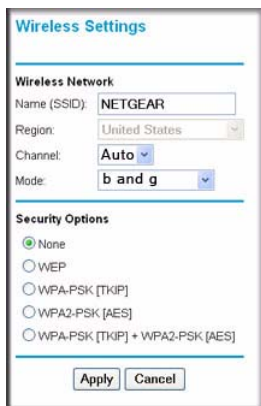 Wireless Settings
Wireless Network
Name (SSID): NETGEAR
Region: United States
Channel: Auto
Mode: b and g
Security Options
None
WEP
WPA-PSK [TKIP]
WPA2-PSK [AES]
WPA-PSK [TKIP] + WPA2-PSK [AES]
Apply Cancel